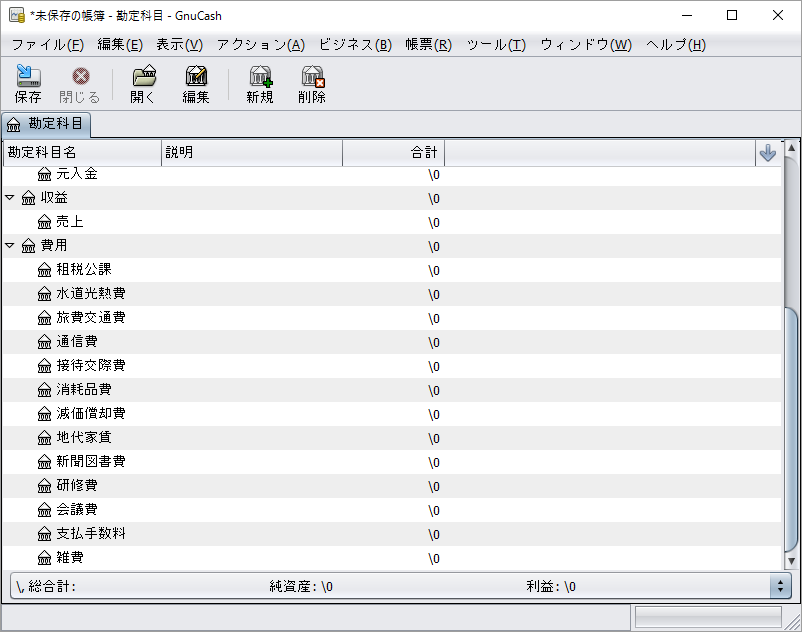 *未保存の帳簿 - 勘定科目 - GnuCash
ファイル(F) 編集(E) 表示(V) アクション(A) ビジネス(B) 帳票(R) ツール(T) ウィンドウ(W) ヘルプ(H)
保存 閉じる 開く 編集 新規 削除
勘定科目
勘定科目名 説明 合計
元入金 \0
収益 \0
売上 \0
費用 \0
租税公課 \0
水道光熱費 \0
旅費交通費 \0
通信費 \0
接待交際費 \0
消耗品費 \0
減価償却費 \0
地代家賃 \0
新聞図書費 \0
研修費 \0
会議費 \0
支払手数料 \0
雑費 \0
\, 総合計: 純資産: \0 利益: \0